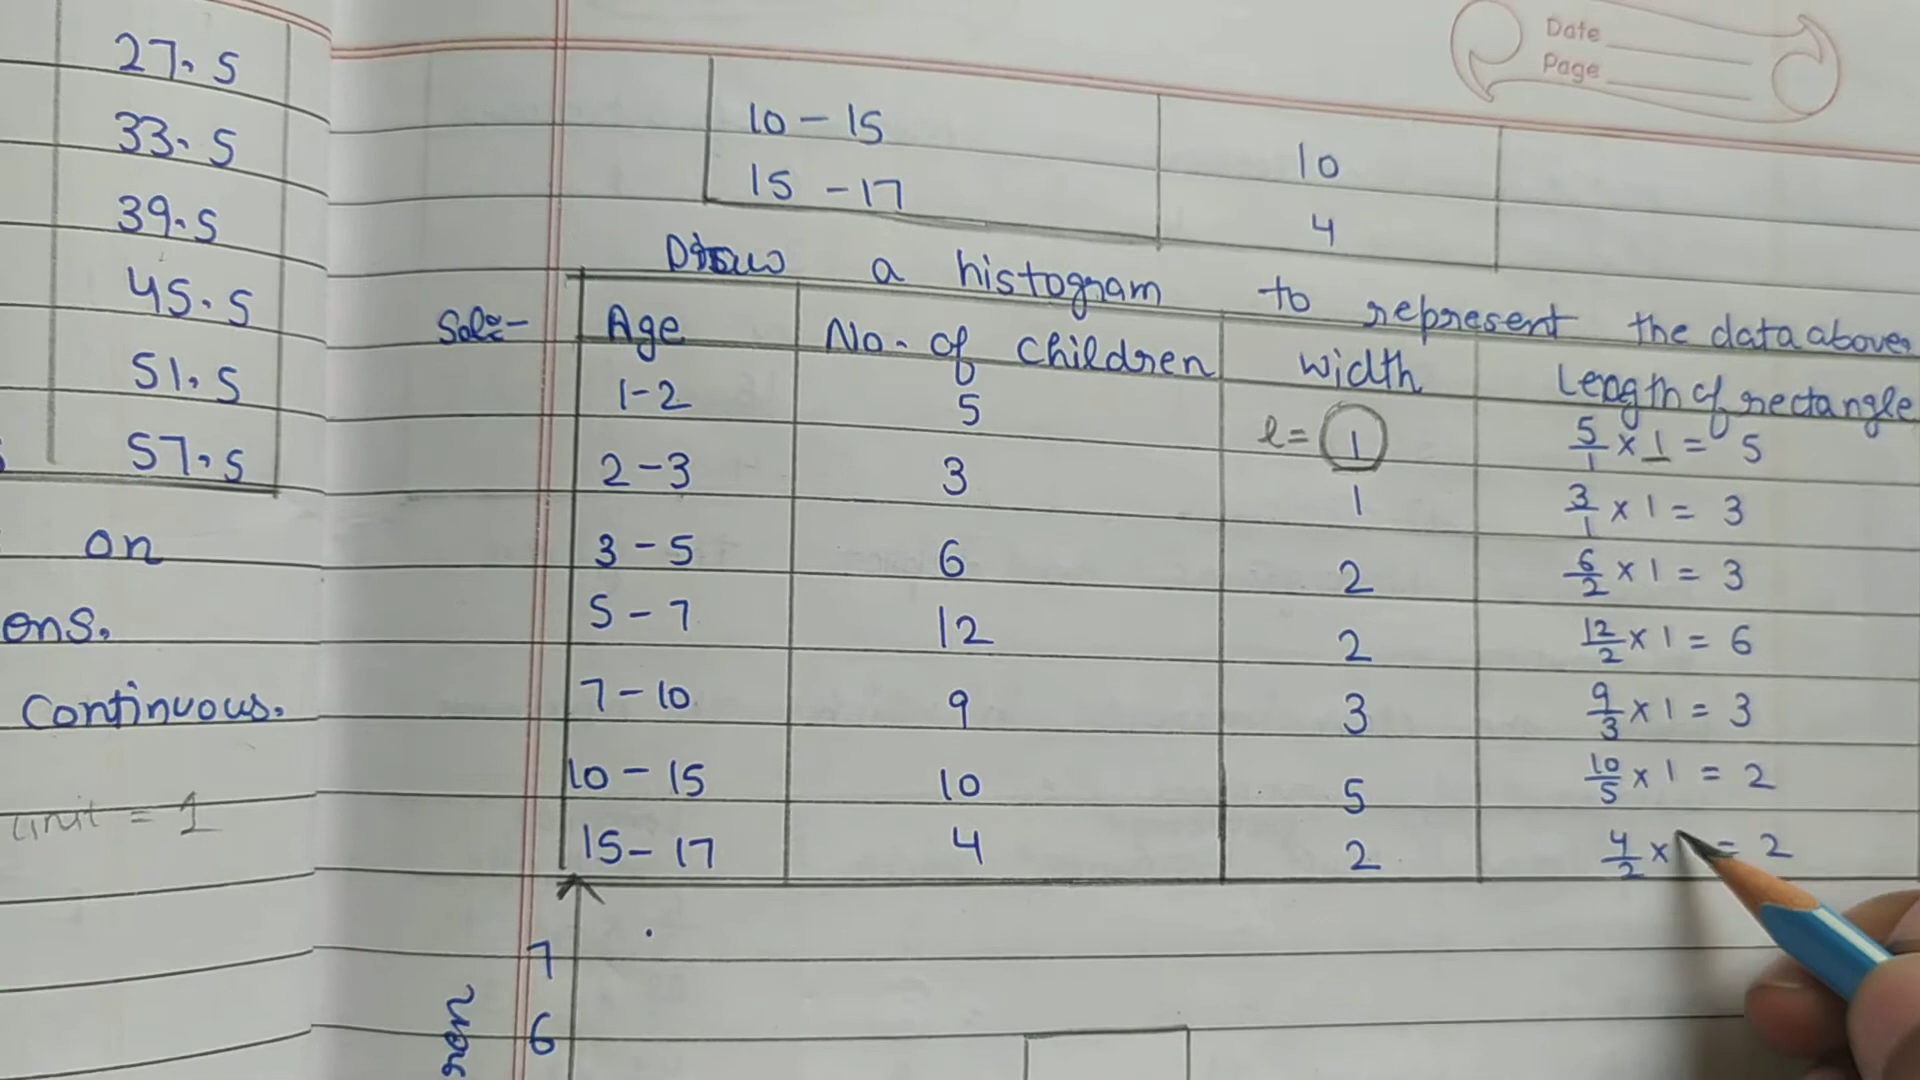 27.5
33.5
39.5
45.5
51.5
57.5
on
ons.
Continuous.
unit = 1
Date
Page
10 - 15 10
15 - 17 4
Draw a histogram to represent the data above.
Sol:- Age No. of children width Length of rectangle
1-2 5 l = 1 5/1 × 1 = 5
2 - 3 3 1 3/1 × 1 = 3
3 - 5 6 2 6/2 × 1 = 3
5 - 7 12 2 12/2 × 1 = 6
7 - 10 9 3 9/3 × 1 = 3
10 - 15 10 5 10/5 × 1 = 2
15 - 17 4 2 4/2 × = 2
7
6